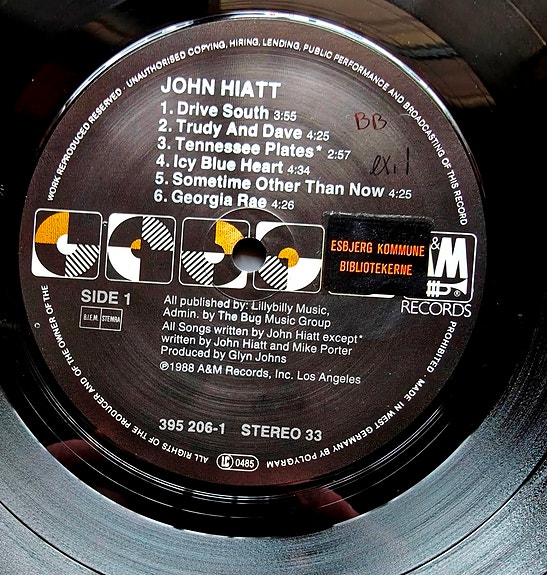 WORK REPRODUCED RESERVED · UNAUTHORISED COPYING, HIRING, LENDING, PUBLIC PERFORMANCE AND BROADCASTING OF THIS RECORD
JOHN HIATT
1. Drive South 3:55
2. Trudy And Dave 4:25
3. Tennessee Plates* 2:57
4. Icy Blue Heart 4:34
5. Sometime Other Than Now 4:25
6. Georgia Rae 4:26
BB
ex. 1
ESBJERG KOMMUNE
BIBLIOTEKERNE
&
AM
RECORDS
SIDE 1
B.I.E.M. STEMRA
All published by: Lillybilly Music,
Admin. by The Bug Music Group
All Songs written by John Hiatt except*
written by John Hiatt and Mike Porter
Produced by Glyn Johns
℗1988 A&M Records, Inc. Los Angeles
395 206-1 STEREO 33
LC 0485
PROHIBITED MADE IN WEST GERMANY BY POLYGRAM
ALL RIGHTS OF THE PRODUCER AND OF THE OWNER OF THE